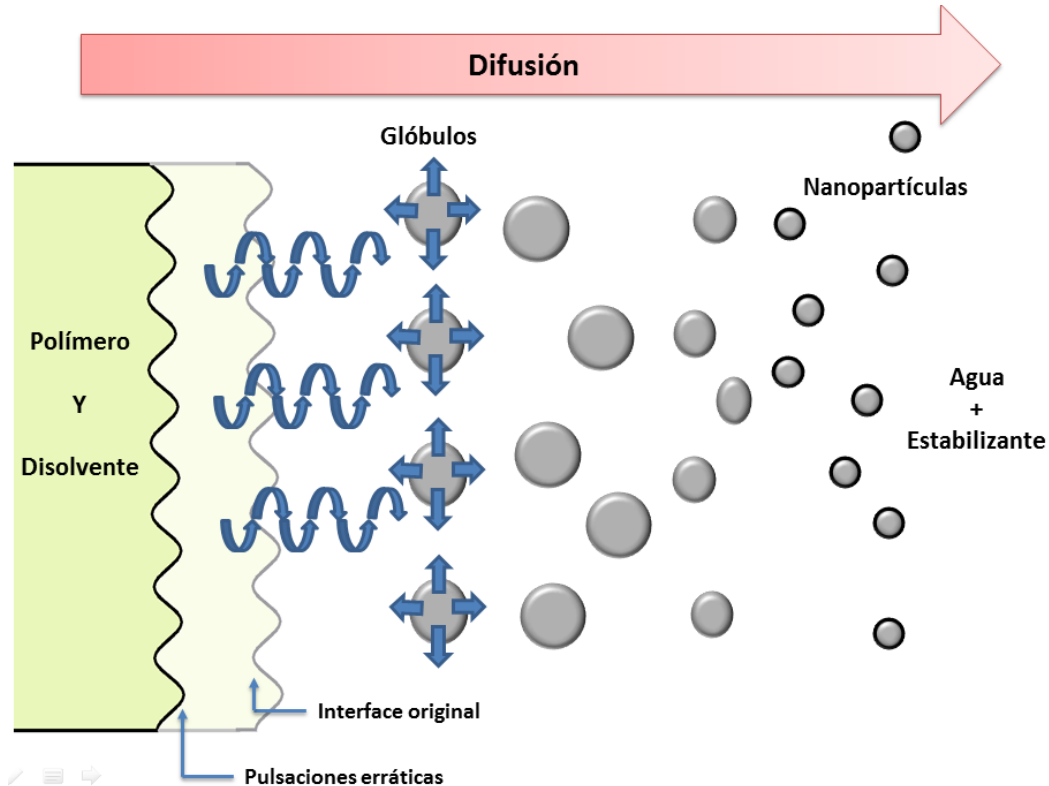 Difusión
Glóbulos
Nanopartículas
Polímero
Y
Disolvente
Agua
+
Estabilizante
Interface original
Pulsaciones erráticas